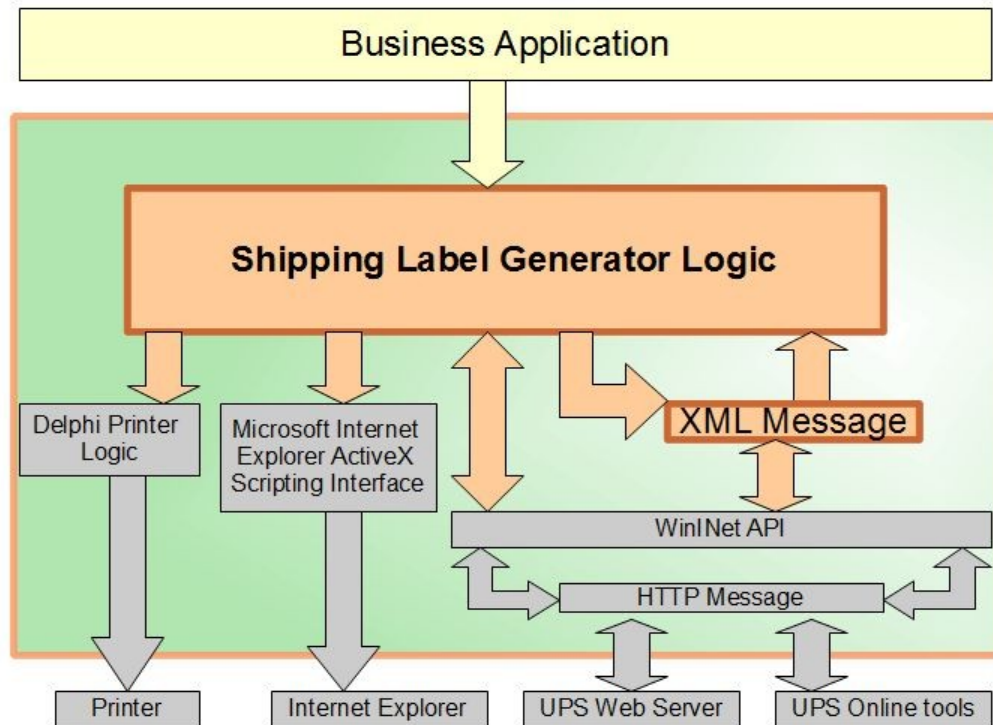 Business Application
Shipping Label Generator Logic
Delphi Printer
Logic
Microsoft Internet
Explorer ActiveX
Scripting Interface
XML Message
WinINet API
HTTP Message
Printer
Internet Explorer
UPS Web Server
UPS Online tools